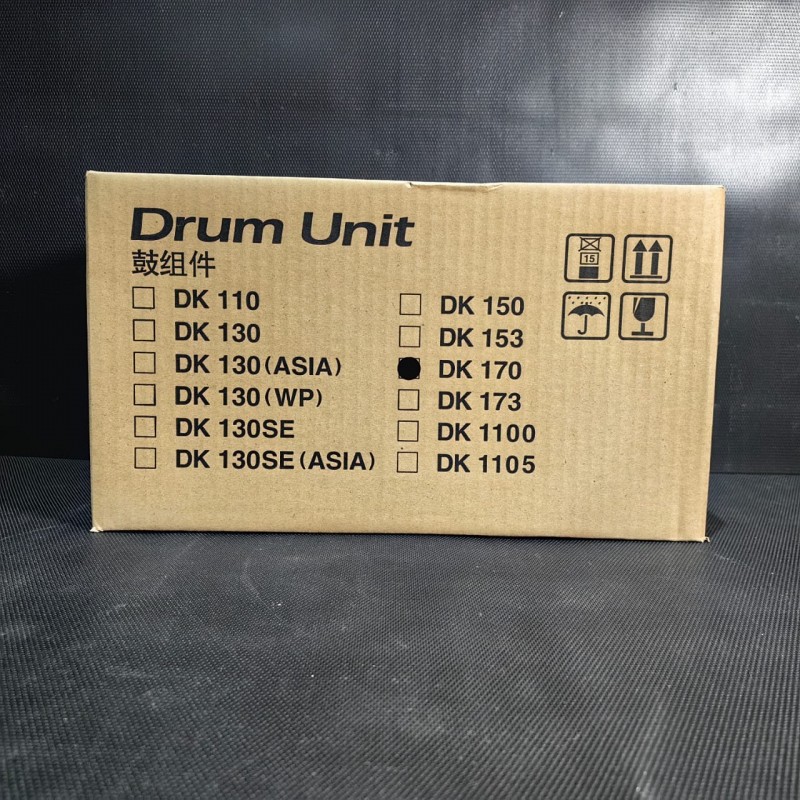 Drum Unit
鼓组件
DK 110
DK 130
DK 130(ASIA)
DK 130(WP)
DK 130SE
DK 130SE(ASIA)
DK 150
DK 153
DK 170
DK 173
DK 1100
DK 1105
15